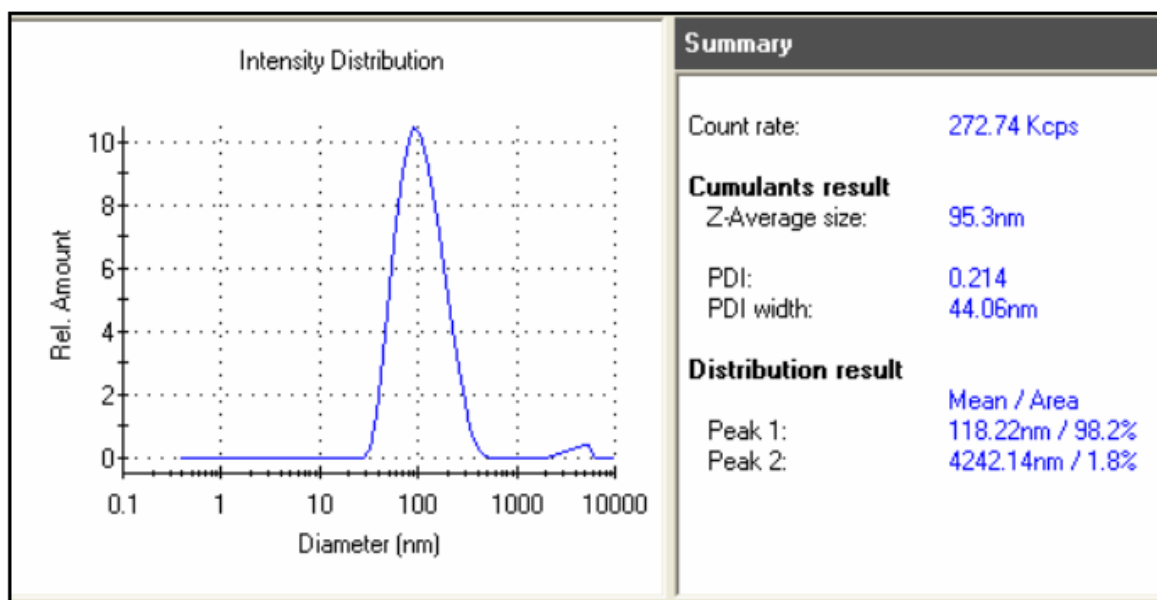 Intensity Distribution
Rel. Amount
10
8
6
4
2
0
0.1 1 10 100 1000 10000
Diameter (nm)
Summary
Count rate: 272.74 Kcps
Cumulants result
Z-Average size: 95.3nm
PDI: 0.214
PDI width: 44.06nm
Distribution result
Mean / Area
Peak 1: 118.22nm / 98.2%
Peak 2: 4242.14nm / 1.8%